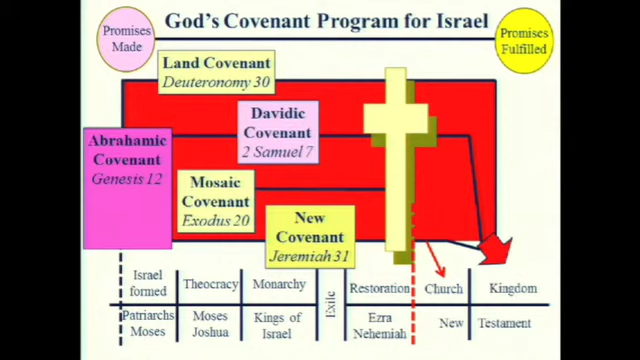 God's Covenant Program for Israel
Promises
Made
Promises
Fulfilled
Land Covenant
Deuteronomy 30
Davidic
Covenant
2 Samuel 7
Abrahamic
Covenant
Genesis 12
Mosaic
Covenant
Exodus 20
New
Covenant
Jeremiah 31
Israel
formed
Theocracy
Monarchy
Exile
Restoration
Church
Kingdom
Patriarchs
Moses
Moses
Joshua
Kings of
Israel
Ezra
Nehemiah
New Testament